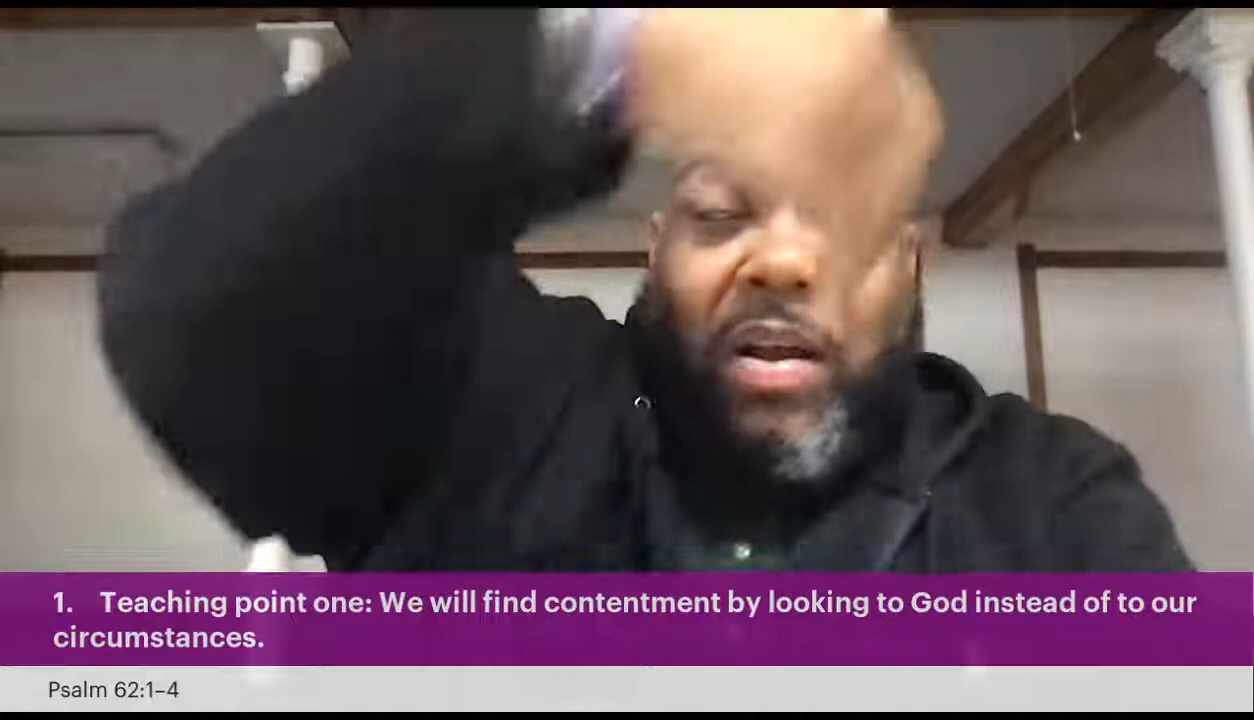 1. Teaching point one: We will find contentment by looking to God instead of to our
circumstances.
Psalm 62:1–4